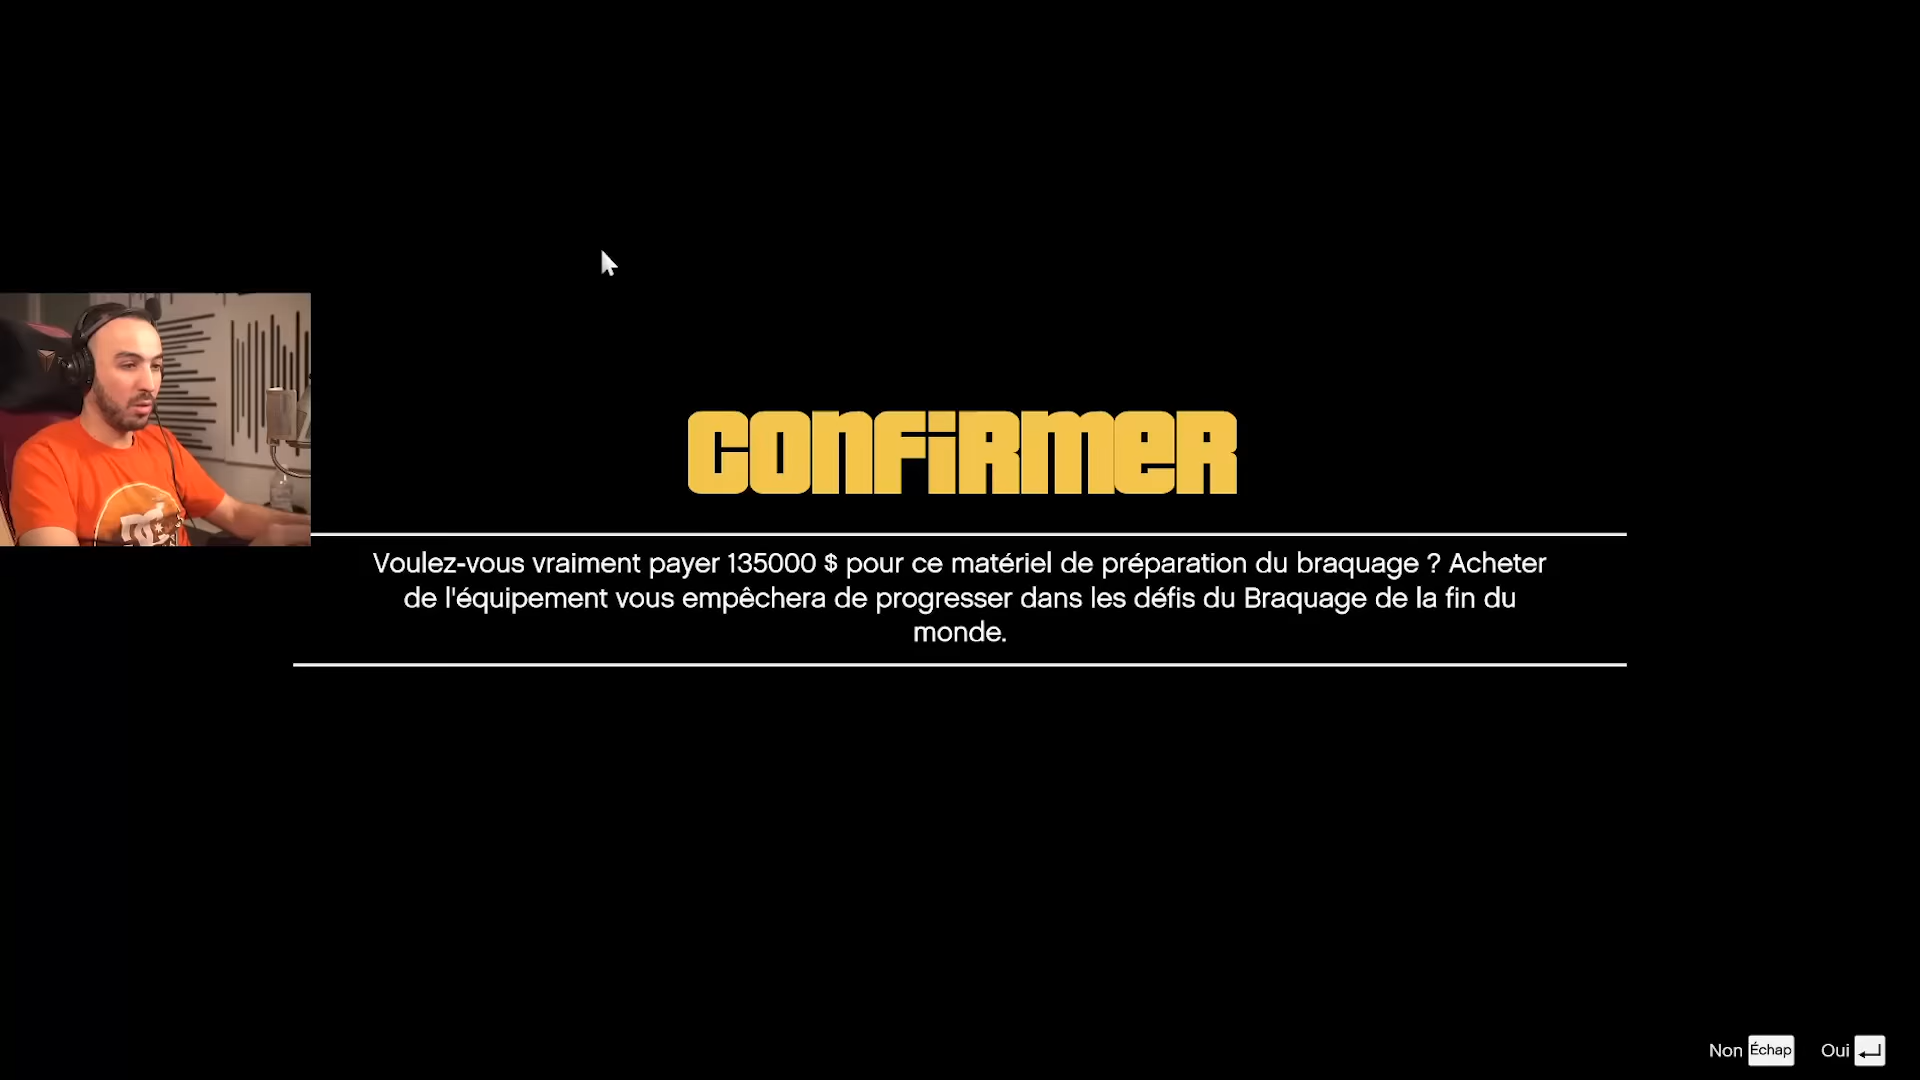 CONFIRMER
Voulez-vous vraiment payer 135000 $ pour ce matériel de préparation du braquage ? Acheter
de l'équipement vous empêchera de progresser dans les défis du Braquage de la fin du
monde.
Non Échap Oui